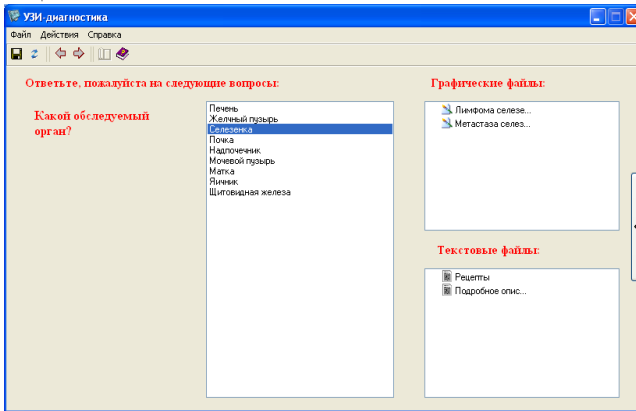 УЗИ-диагностика
Файл Действия Справка
Ответьте, пожалуйста на следующие вопросы:
Графические файлы:
Какой обследуемый
орган?
Печень
Желчный пузырь
Селезенка
Почка
Надпочечник
Мочевой пузырь
Матка
Яичник
Щитовидная железа
Лимфома селезе...
Метастаза селез...
Текстовые файлы:
Рецепты
Подробное опис...